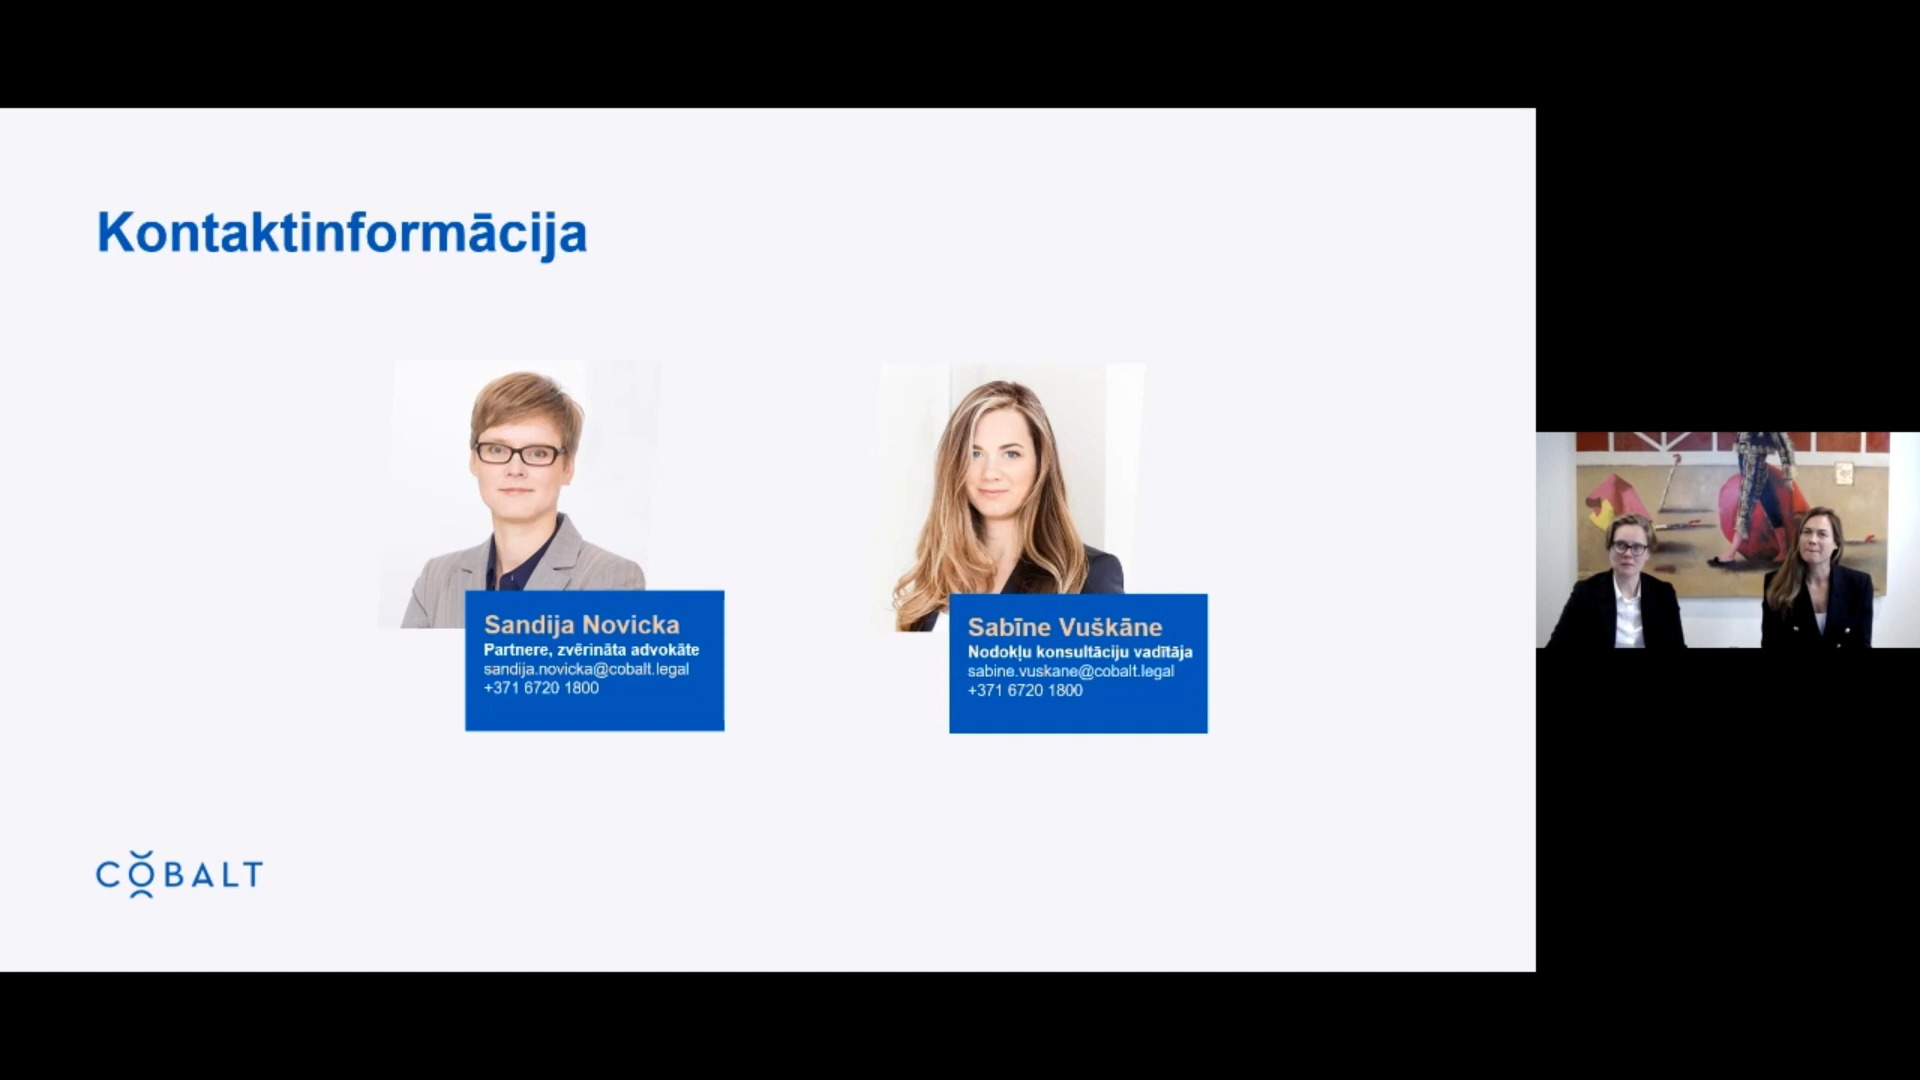 Kontaktinformācija
Sandija Novicka
Partnere, zvērināta advokāte
sandija.novicka@cobalt.legal
+371 6720 1800
Sabīne Vuškāne
Nodokļu konsultāciju vadītāja
sabine.vuskane@cobalt.legal
+371 6720 1800
COBALT